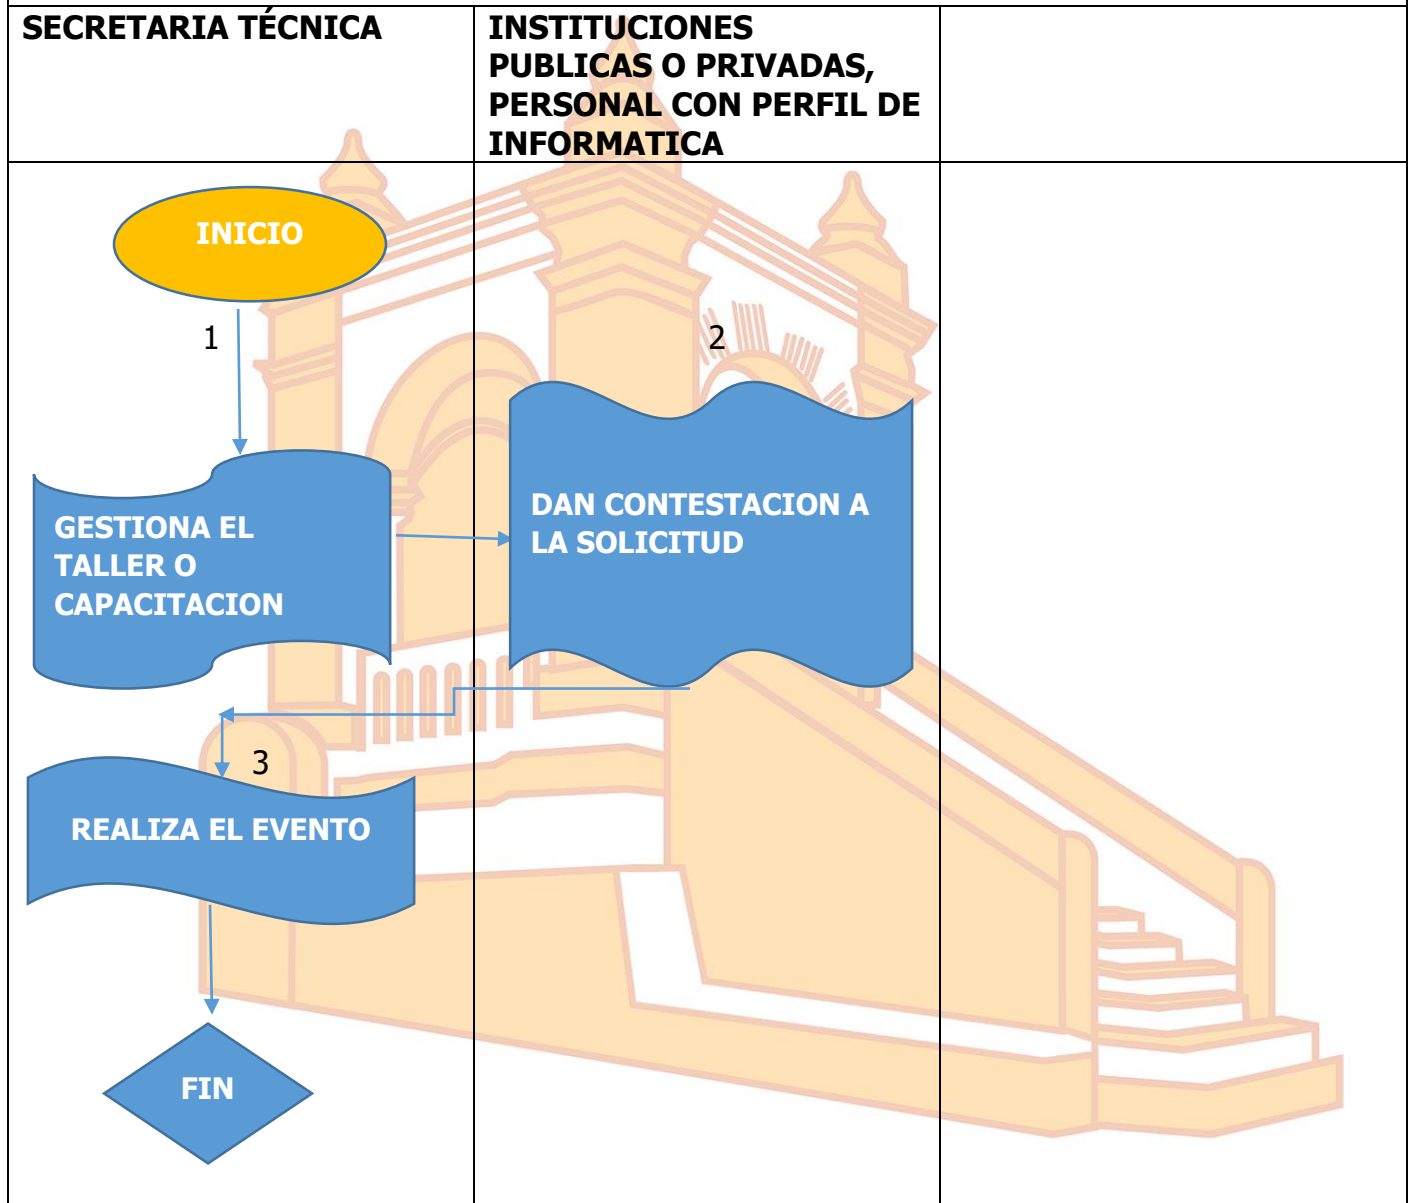 SECRETARIA TÉCNICA
INSTITUCIONES
PUBLICAS O PRIVADAS,
PERSONAL CON PERFIL DE
INFORMATICA
INICIO
1
2
GESTIONA EL
TALLER O
CAPACITACION
DAN CONTESTACION A
LA SOLICITUD
3
REALIZA EL EVENTO
FIN